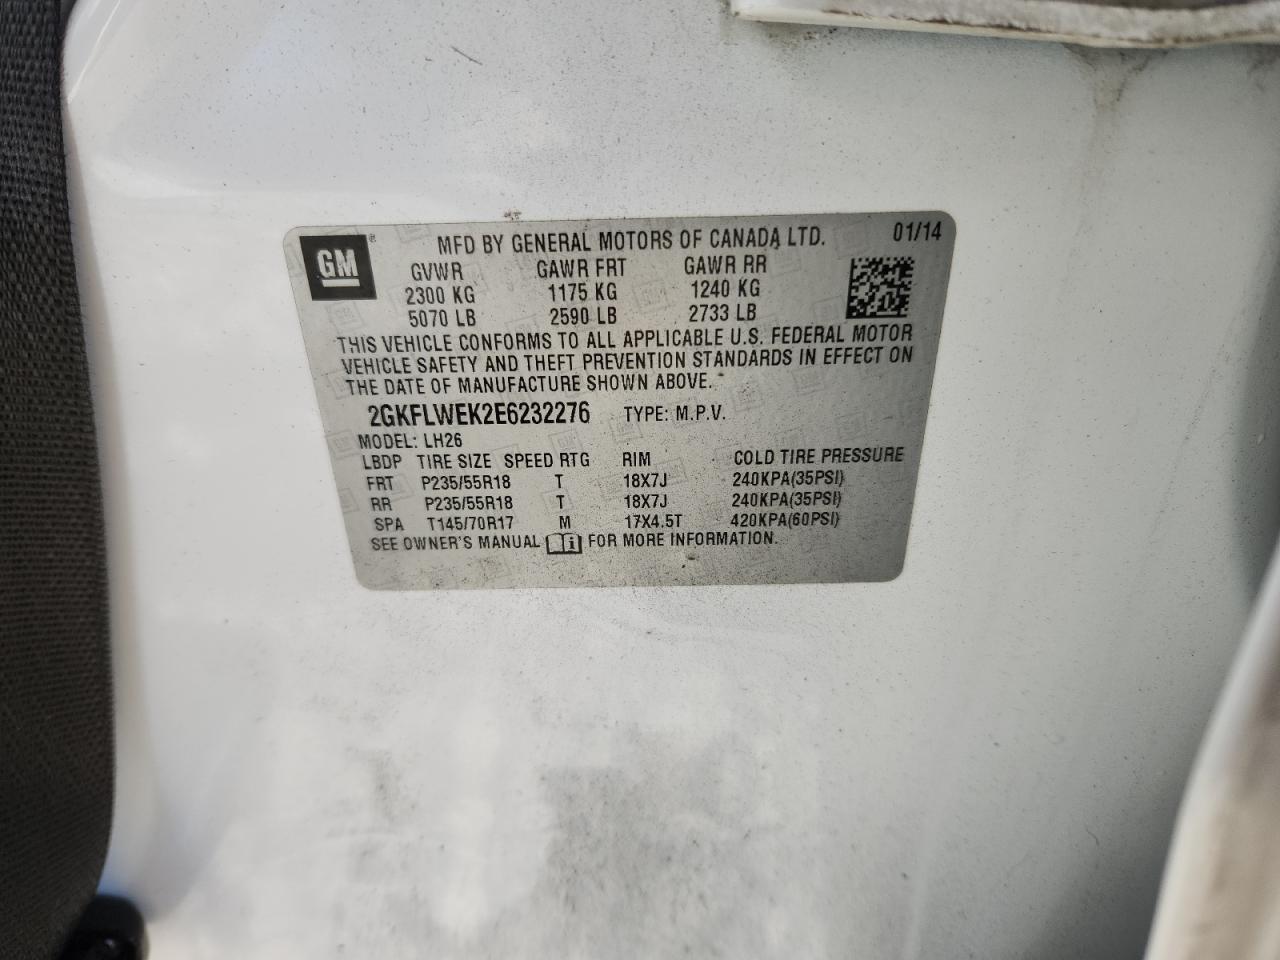 GM ®
MFD BY GENERAL MOTORS OF CANADA LTD. 01/14
GVWR GAWR FRT GAWR RR
2300 KG 1175 KG 1240 KG
5070 LB 2590 LB 2733 LB
THIS VEHICLE CONFORMS TO ALL APPLICABLE U.S. FEDERAL MOTOR
VEHICLE SAFETY AND THEFT PREVENTION STANDARDS IN EFFECT ON
THE DATE OF MANUFACTURE SHOWN ABOVE.
2GKFLWEK2E6232276 TYPE: M.P.V.
MODEL: LH26
LBDP TIRE SIZE SPEED RTG RIM COLD TIRE PRESSURE
FRT P235/55R18 T 18X7J 240KPA(35PSI)
RR P235/55R18 T 18X7J 240KPA(35PSI)
SPA T145/70R17 M 17X4.5T 420KPA(60PSI)
SEE OWNER'S MANUAL i FOR MORE INFORMATION.